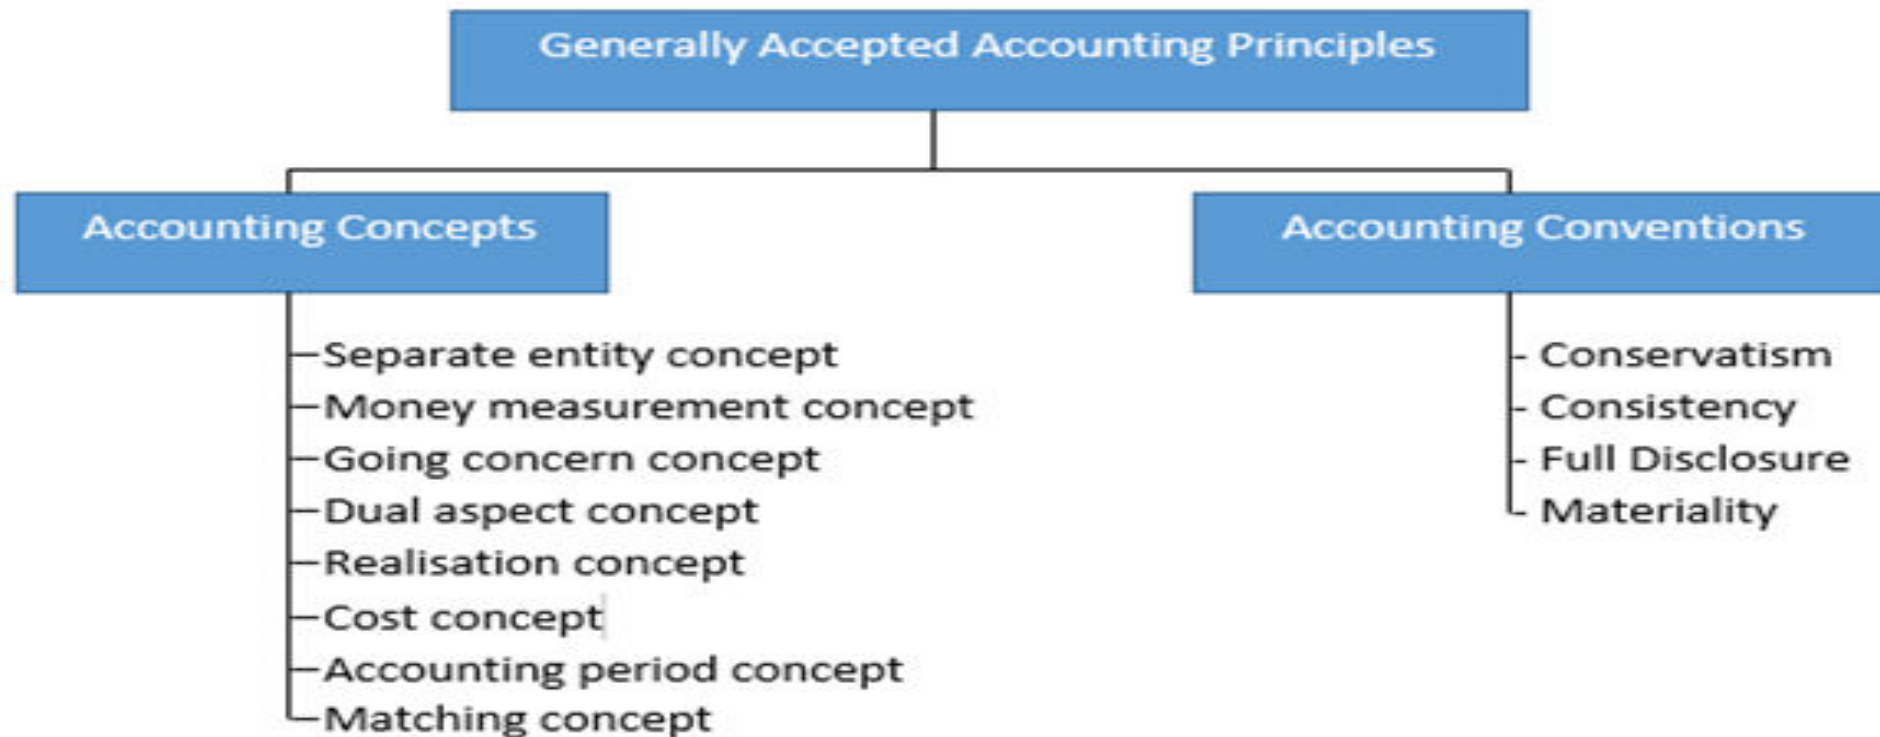 Generally Accepted Accounting Principles
Accounting Concepts
Separate entity concept
Money measurement concept
Going concern concept
Dual aspect concept
Realisation concept
Cost concept
Accounting period concept
Matching concept
Accounting Conventions
- Conservatism
- Consistency
- Full Disclosure
- Materiality